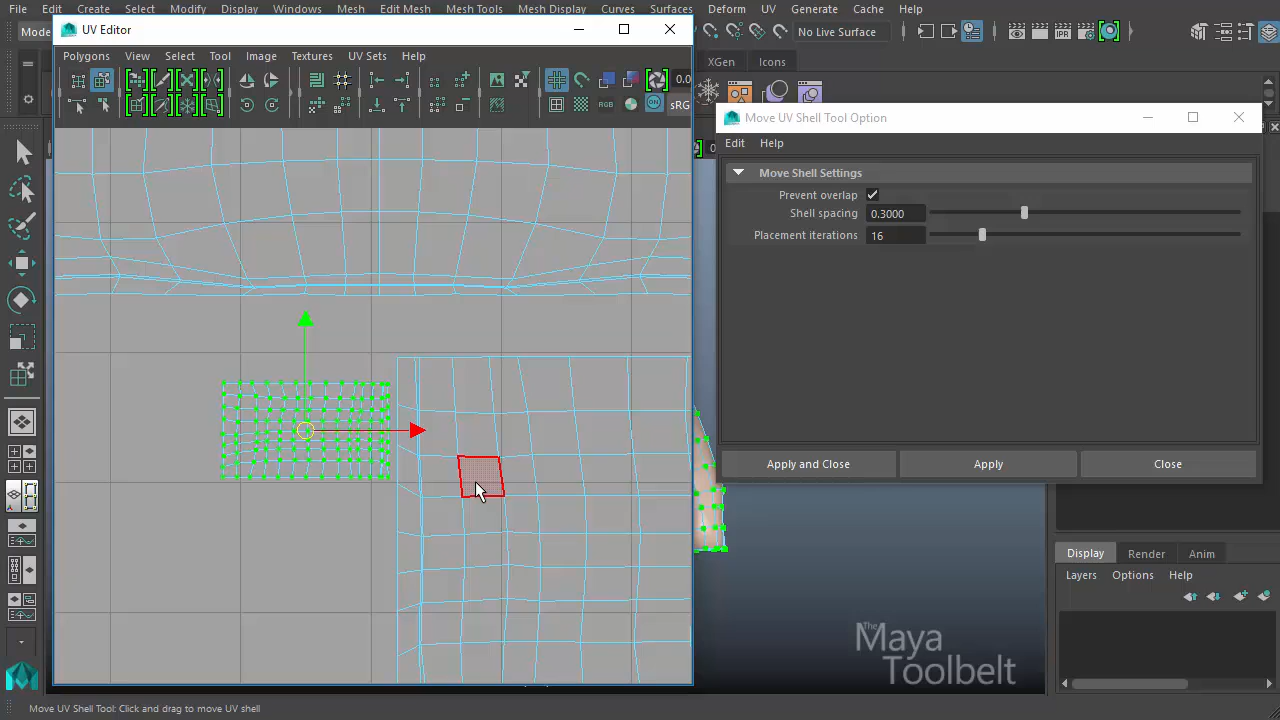 File Edit Create Select Modify Display Windows Mesh Edit Mesh Mesh Tools Mesh Display Curves Surfaces Deform UV Generate Cache Help
UV Editor
Mode
No Live Surface
Polygons View Select Tool Image Textures UV Sets Help
XGen Icons
0.0
RGB
sRG
IPR
Move UV Shell Tool Option
Edit Help
Move Shell Settings
Prevent overlap
Shell spacing 0.3000
Placement iterations 16
Apply and Close Apply Close
Display Render Anim
Layers Options Help
The
Maya
Toolbelt
Move UV Shell Tool: Click and drag to move UV shell